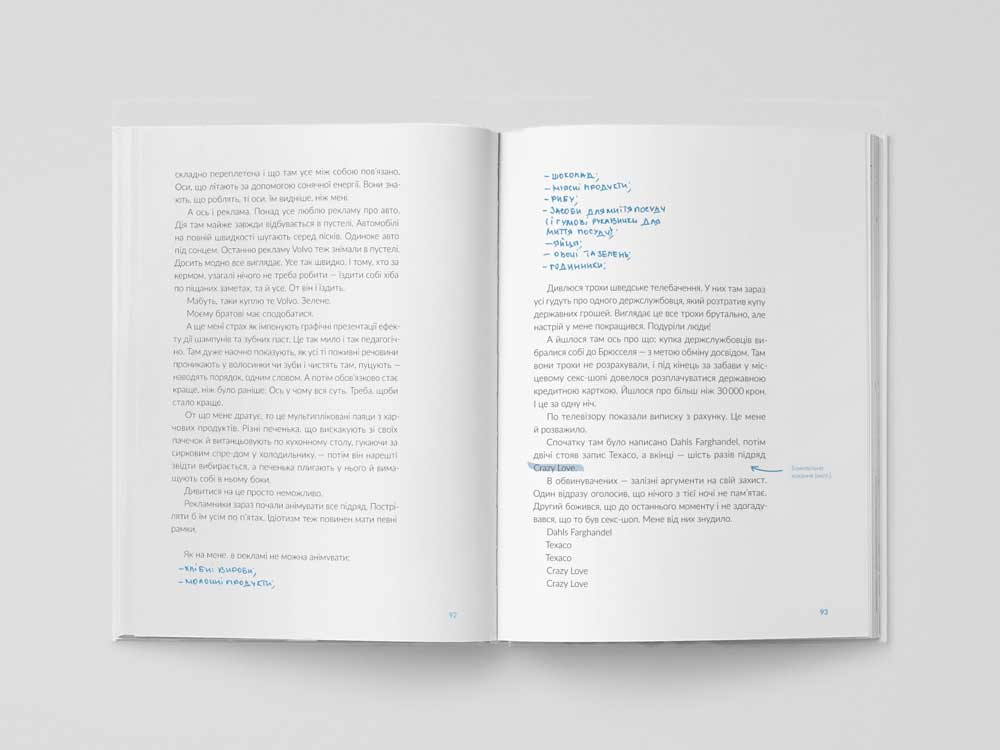 складно переплетена і що там усе між собою пов’язано.
Оси, що літають за допомогою сонячної енергії. Вони зна-
ють, що роблять, ті оси, їм видніше, ніж мені.
А ось і реклама. Понад усе люблю рекламу про авто.
Дія там майже завжди відбувається в пустелі. Автомобілі
на повній швидкості шугають серед пісків. Одиноке авто
під сонцем. Останню рекламу Volvo теж знімали в пустелі.
Досить модно все виглядає. Усе так швидко. І тому, хто за
кермом, узагалі нічого не треба робити — їздити собі хіба
по піщаних заметах, та й усе. От він і їздить.
Мабуть, таки куплю те Volvo. Зелене.
Моєму братові має сподобатися.
А ще мені страх як імпонують графічні презентації ефек-
ту дії шампунів та зубних паст. Це так мило і так педагогіч-
но. Там дуже наочно показують, як усі ті поживні речовини
проникають у волосинки чи зуби і чистять там, пуцують —
наводять порядок, одним словом. А потім обов’язково стає
краще, ніж було раніше. Ось у чому вся суть. Треба, щоби
стало краще.
От що мене дратує, то це мультипліковані паяци з хар-
чових продуктів. Різні печенька, що вискакують зі своїх
пачечок й витанцьовують по кухонному столу, гукаючи за
сирковим спре-дом у холодильнику, — потім він нарешті
звідти вибирається, а печенька плигають у нього й вима-
щують собі в ньому боки.
Дивитися на це просто неможливо.
Рекламники зараз почали анімувати все підряд. Пострі-
ляти б їм усім по п’ятах. Ідіотизм теж повинен мати певні
рамки.
Як на мене, в рекламі не можна анімувати:
– ХЛІБНІ ВИРОБИ;
– МОЛОЧНІ ПРОДУКТИ;
92
– ШОКОЛАД;
– М’ЯСНІ ПРОДУКТИ;
– РИБУ;
– ЗАСОБИ ДЛЯ МИТТЯ ПОСУДУ
(І ГУМОВІ РУКАВИЧКИ ДЛЯ
МИТТЯ ПОСУДУ);
– ЯЙЦЯ;
– ОВОЧІ ТА ЗЕЛЕНЬ;
– ГОДИННИКИ;
Дивлюся трохи шведське телебачення. У них там зараз
усі гудуть про одного держслужбовця, який розтратив купу
державних грошей. Виглядає це все трохи брутально, але
настрій у мене покращився. Подуріли люди!
А йшлося там ось про що: купка держслужбовців ви-
бралися собі до Брюсселя — з метою обміну досвідом. Там
вони трохи не розрахували, і під кінець за забави у міс-
цевому секс-шопі довелося розплачуватися державною
кредитною карткою. Йшлося про більш ніж 30 000 крон.
І це за одну ніч.
По телевізору показали виписку з рахунку. Це мене
й розважило.
Спочатку там було написано Dahls Farghandel, потім
двічі стояв запис Texaco, а вкінці — шість разів підряд
Crazy Love.
В обвинувачених — залізні аргументи на свій захист.
Один відразу оголосив, що нічого з тієї ночі не пам’ятає.
Другий божився, що до останнього моменту і не здогаду-
вався, що то був секс-шоп. Мене від них знудило.
Dahls Farghandel
Texaco
Texaco
Crazy Love
Crazy Love
Божевільне
кохання (англ.).
93